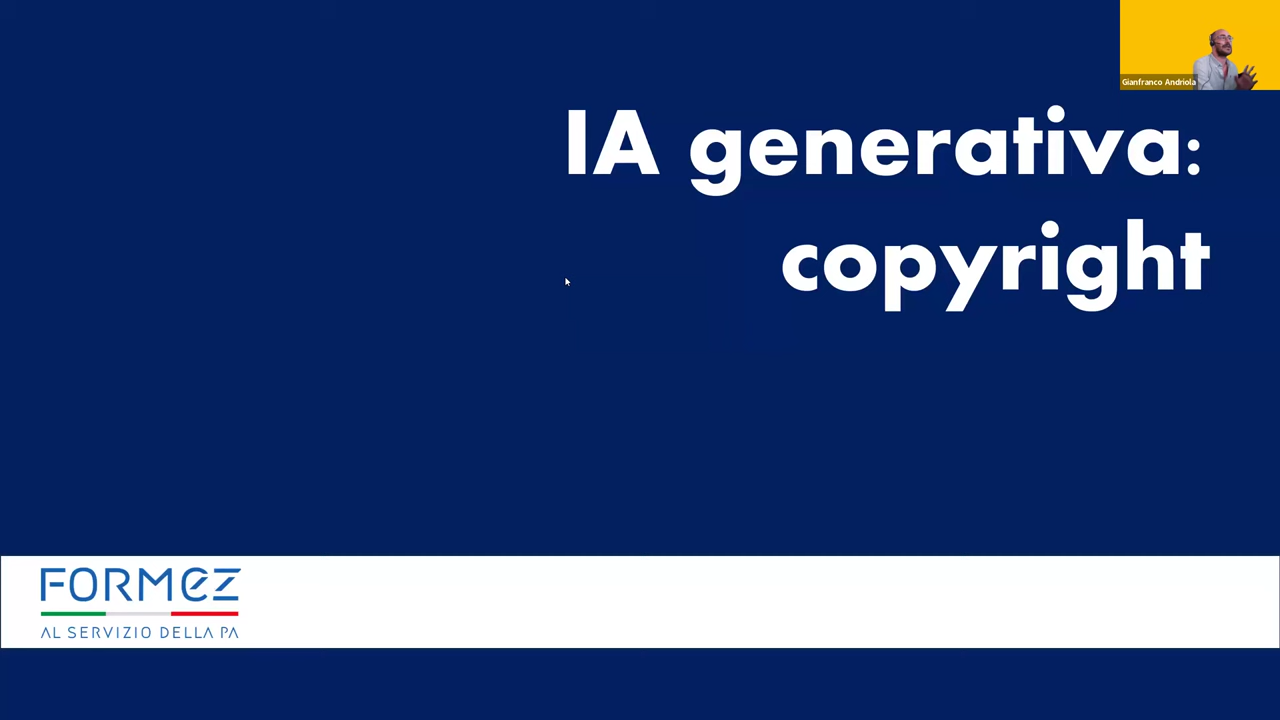 Gianfranco Andriola
IA generativa:
copyright
FORMEZ
AL SERVIZIO DELLA PA